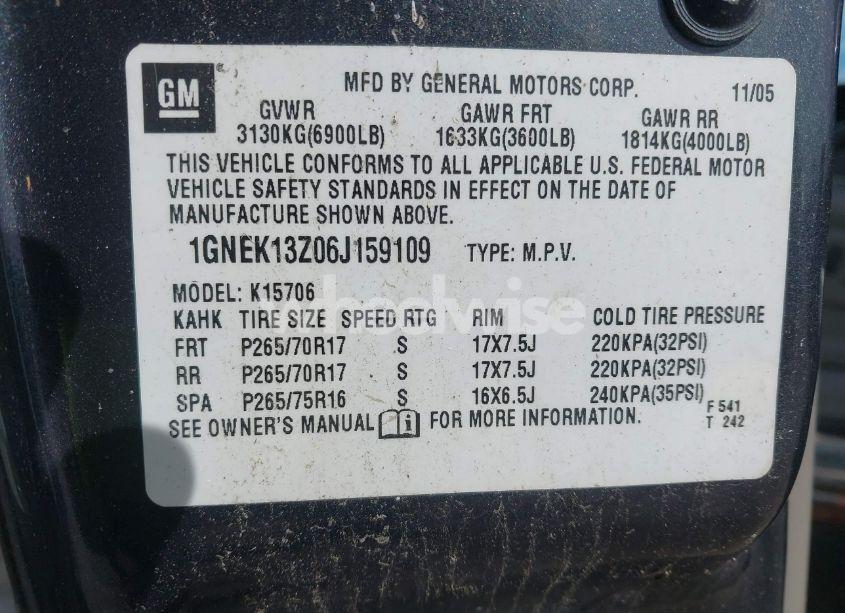 GM
MFD BY GENERAL MOTORS CORP. 11/05
GVWR GAWR FRT GAWR RR
3130KG(6900LB) 1633KG(3600LB) 1814KG(4000LB)
THIS VEHICLE CONFORMS TO ALL APPLICABLE U.S. FEDERAL MOTOR
VEHICLE SAFETY STANDARDS IN EFFECT ON THE DATE OF
MANUFACTURE SHOWN ABOVE.
1GNEK13Z06J159109 TYPE: M.P.V.
MODEL: K15706
wheelwise
KAHK TIRE SIZE SPEED RTG RIM COLD TIRE PRESSURE
FRT P265/70R17 S 17X7.5J 220KPA(32PSI)
RR P265/70R17 S 17X7.5J 220KPA(32PSI)
SPA P265/75R16 S 16X6.5J 240KPA(35PSI)
SEE OWNER'S MANUAL i FOR MORE INFORMATION.
F 541
T 242